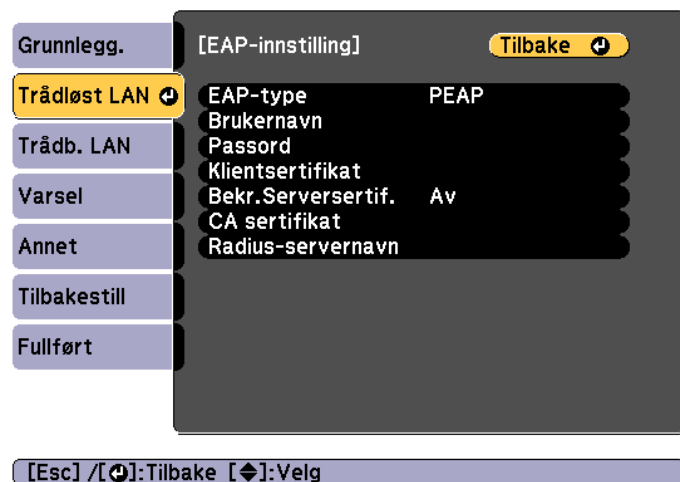 Grunnlegg.
Trådløst LAN
Trådb. LAN
Varsel
Annet
Tilbakestill
Fullført
[EAP-innstilling]
Tilbake
EAP-type PEAP
Brukernavn
Passord
Klientsertifikat
Bekr.Serversertif. Av
CA sertifikat
Radius-servernavn
[Esc] /[⏎]:Tilbake [◆]:Velg